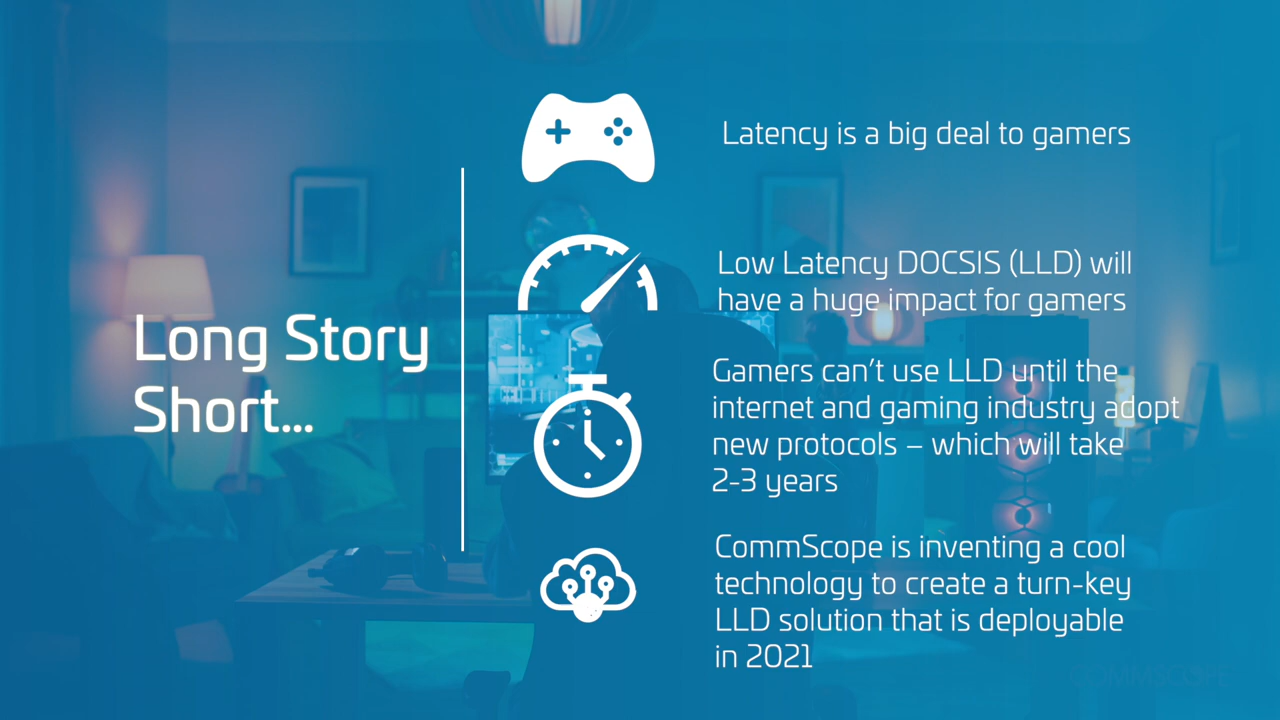 Long Story
Short...
Latency is a big deal to gamers
Low Latency DOCSIS (LLD) will
have a huge impact for gamers
Gamers can’t use LLD until the
internet and gaming industry adopt
new protocols – which will take
2-3 years
CommScope is inventing a cool
technology to create a turn-key
LLD solution that is deployable
in 2021
COMMSCOPE